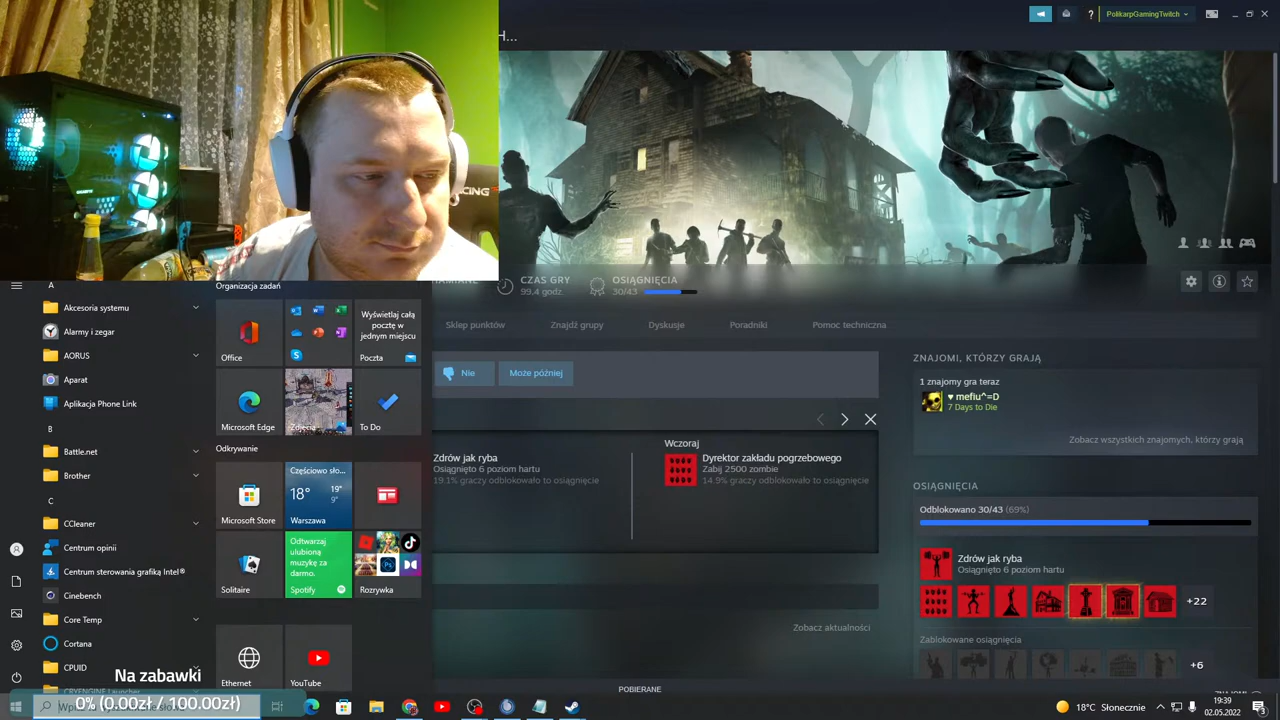 PolikarpGamingTwitch
H...
CING
CZAS GRY
99.4 godz.
OSIĄGNIĘCIA
30/43
Sklep punktów
Znajdź grupy
Dyskusje
Poradniki
Pomoc techniczna
Nie
Może później
Zdrów jak ryba
Osiągnięto 6 poziom hartu
19.1% graczy odblokowało to osiągnięcie
Wczoraj
Dyrektor zakładu pogrzebowego
Zabij 2500 zombie
14.9% graczy odblokowało to osiągnięcie
Zobacz aktualności
ZNAJOMI, KTÓRZY GRAJĄ
1 znajomy gra teraz
♥ mefiu^=D
7 Days to Die
Zobacz wszystkich znajomych, którzy grają
OSIĄGNIĘCIA
Odblokowano 30/43 (69%)
Zdrów jak ryba
Osiągnięto 6 poziom hartu
+22
Zablokowane osiągnięcia
+6
POBIERANE
A
Akcesoria systemu
Alarmy i zegar
AORUS
Aparat
Aplikacja Phone Link
B
Battle.net
Brother
C
CCleaner
Centrum opinii
Centrum sterowania grafiką Intel®
Cinebench
Core Temp
Cortana
CPUID
CRYENGINE Launcher
Organizacja zadań
Office
Wyświetlaj całą
pocztę w
jednym miejscu
Poczta
Microsoft Edge
Zdjęcia
To Do
Odkrywanie
Microsoft Store
Częściowo sło...
18°
19°
9°
Warszawa
Solitaire
Odtwarzaj
ulubioną
muzykę za
darmo.
Spotify
Rozrywka
Ethernet
YouTube
Na zabawki
0% (0.00zł / 100.00zł)
18°C Słonecznie
19:39
02.05.2022